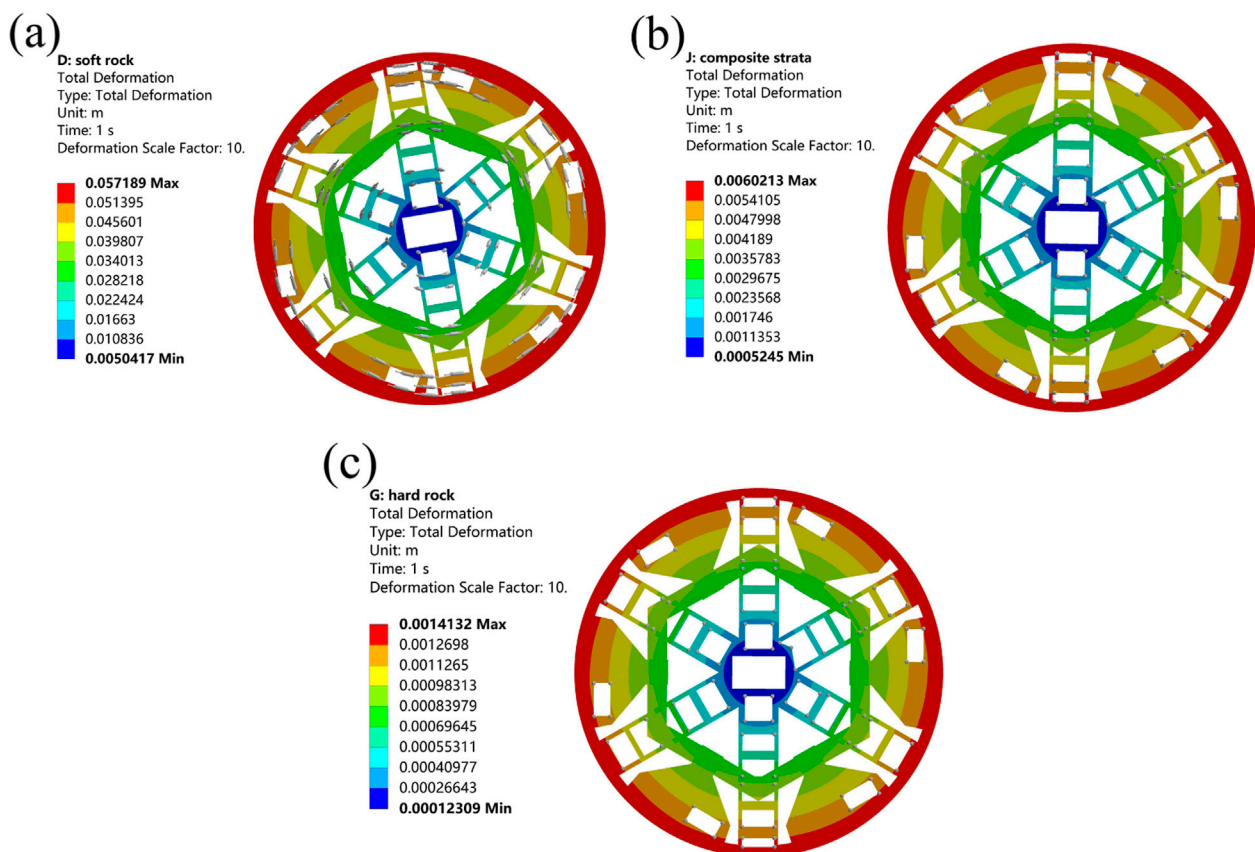 (a)
D: soft rock
Total Deformation
Type: Total Deformation
Unit: m
Time: 1 s
Deformation Scale Factor: 10.
0.057189 Max
0.051395
0.045601
0.039807
0.034013
0.028218
0.022424
0.01663
0.010836
0.0050417 Min
(b)
J: composite strata
Total Deformation
Type: Total Deformation
Unit: m
Time: 1 s
Deformation Scale Factor: 10.
0.0060213 Max
0.0054105
0.0047998
0.004189
0.0035783
0.0029675
0.0023568
0.001746
0.0011353
0.0005245 Min
(c)
G: hard rock
Total Deformation
Type: Total Deformation
Unit: m
Time: 1 s
Deformation Scale Factor: 10.
0.0014132 Max
0.0012698
0.0011265
0.00098313
0.00083979
0.00069645
0.00055311
0.00040977
0.00026643
0.00012309 Min